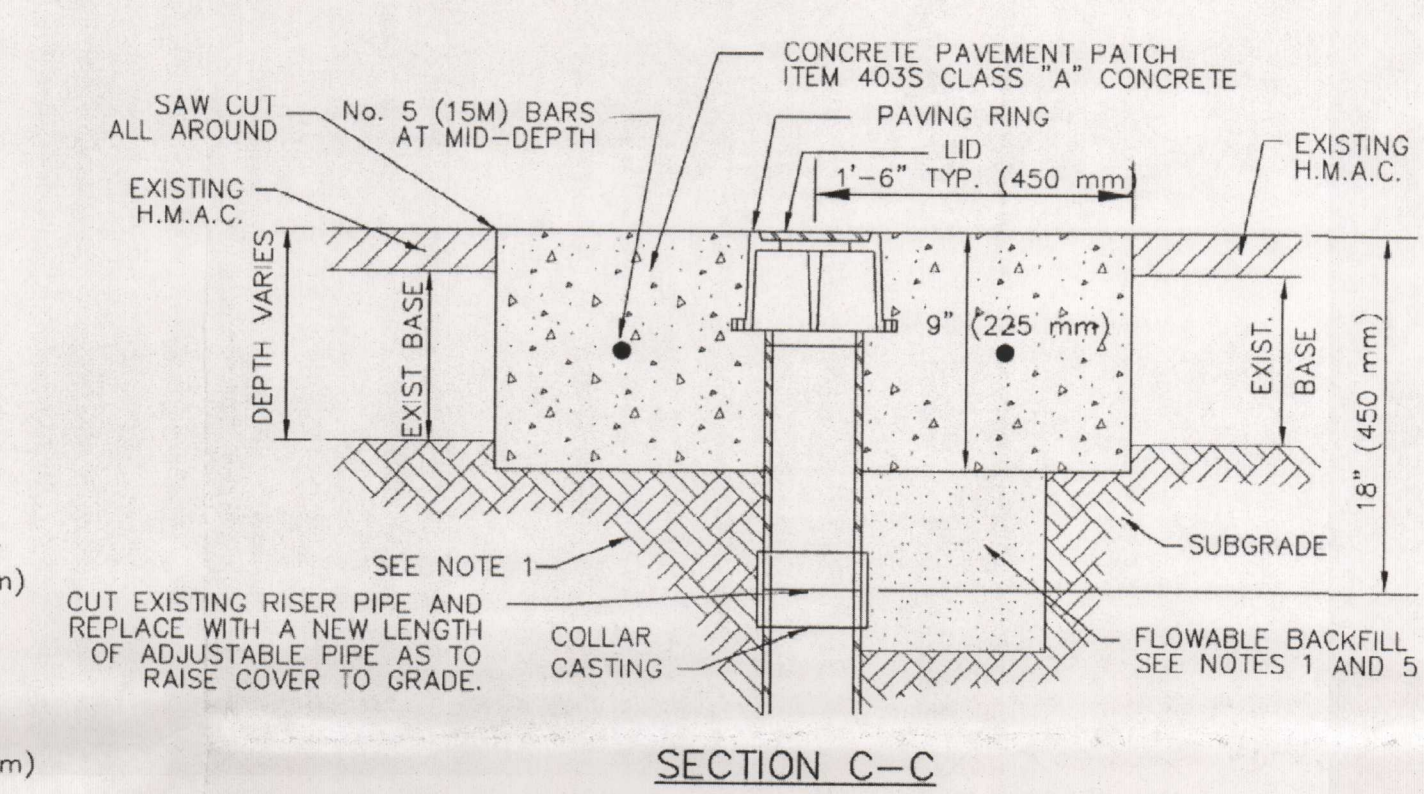 CONCRETE PAVEMENT PATCH
ITEM 403S CLASS "A" CONCRETE
SAW CUT
ALL AROUND
No. 5 (15M) BARS
AT MID-DEPTH
PAVING RING
LID
1'-6" TYP. (450 mm)
EXISTING
H.M.A.C.
EXISTING
H.M.A.C.
DEPTH VARIES
EXIST BASE
9" (225 mm)
EXIST.
BASE
18" (450 mm)
SEE NOTE 1
SUBGRADE
CUT EXISTING RISER PIPE AND
REPLACE WITH A NEW LENGTH
OF ADJUSTABLE PIPE AS TO
RAISE COVER TO GRADE.
COLLAR
CASTING
FLOWABLE BACKFILL
SEE NOTES 1 AND 5
m)
SECTION C-C